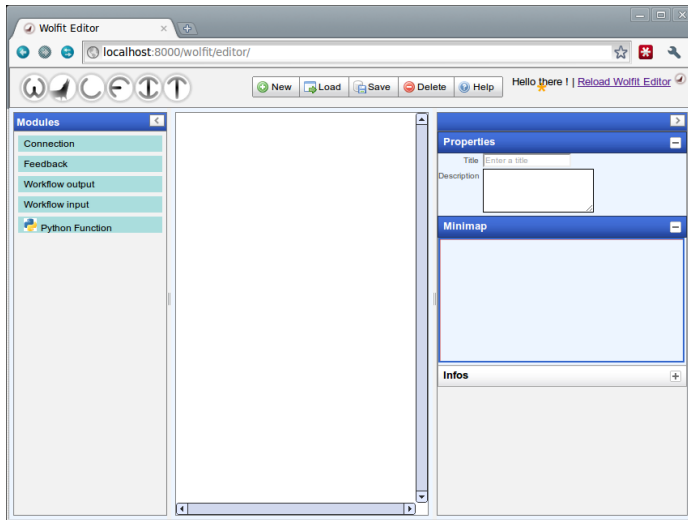 Wolfit Editor
localhost:8000/wolfit/editor/
WOLFIT
New Load Save Delete Help Hello there ! | Reload Wolfit Editor
Modules
Connection
Feedback
Workflow output
Workflow input
Python Function
Properties
Title Enter a title
Description
Minimap
Infos